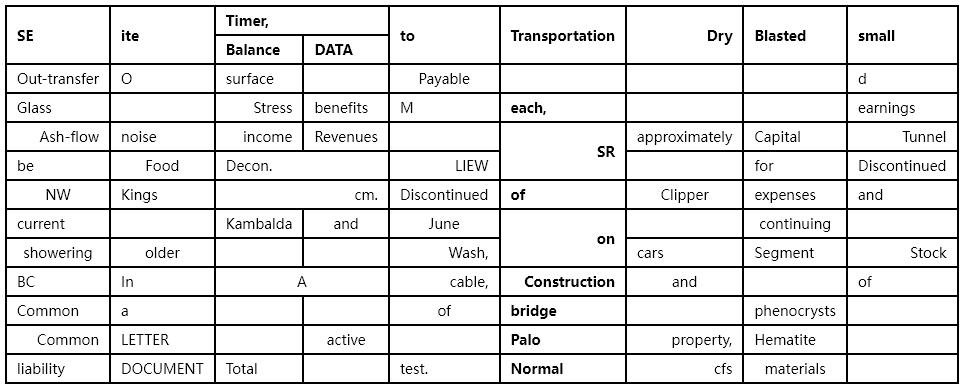 SE ite Timer, to Transportation Dry Blasted small
Balance DATA
Out-transfer O surface Payable d
Glass Stress benefits M each, earnings
Ash-flow noise income Revenues SR approximately Capital Tunnel
be Food Decon. LIEW for Discontinued
NW Kings cm. Discontinued of Clipper expenses and
current Kambalda and June on continuing
showering older Wash, cars Segment Stock
BC In A cable, Construction and of
Common a of bridge phenocrysts
Common LETTER active Palo property, Hematite
liability DOCUMENT Total test. Normal cfs materials